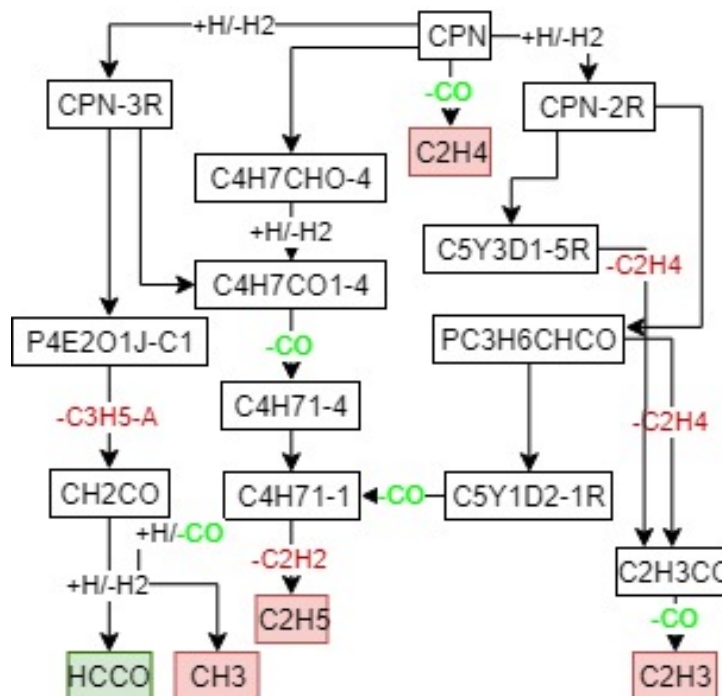 +H/-H2
CPN
+H/-H2
CPN-3R
-CO
CPN-2R
C2H4
C4H7CHO-4
+H/-H2
C5Y3D1-5R
-C2H4
C4H7CO1-4
P4E2O1J-C1
-CO
PC3H6CHCO
-C3H5-A
C4H71-4
-C2H4
CH2CO
C4H71-1
-CO
C5Y1D2-1R
+H/-CO
-C2H2
C2H3CO
+H/-H2
C2H5
-CO
HCCO
CH3
C2H3